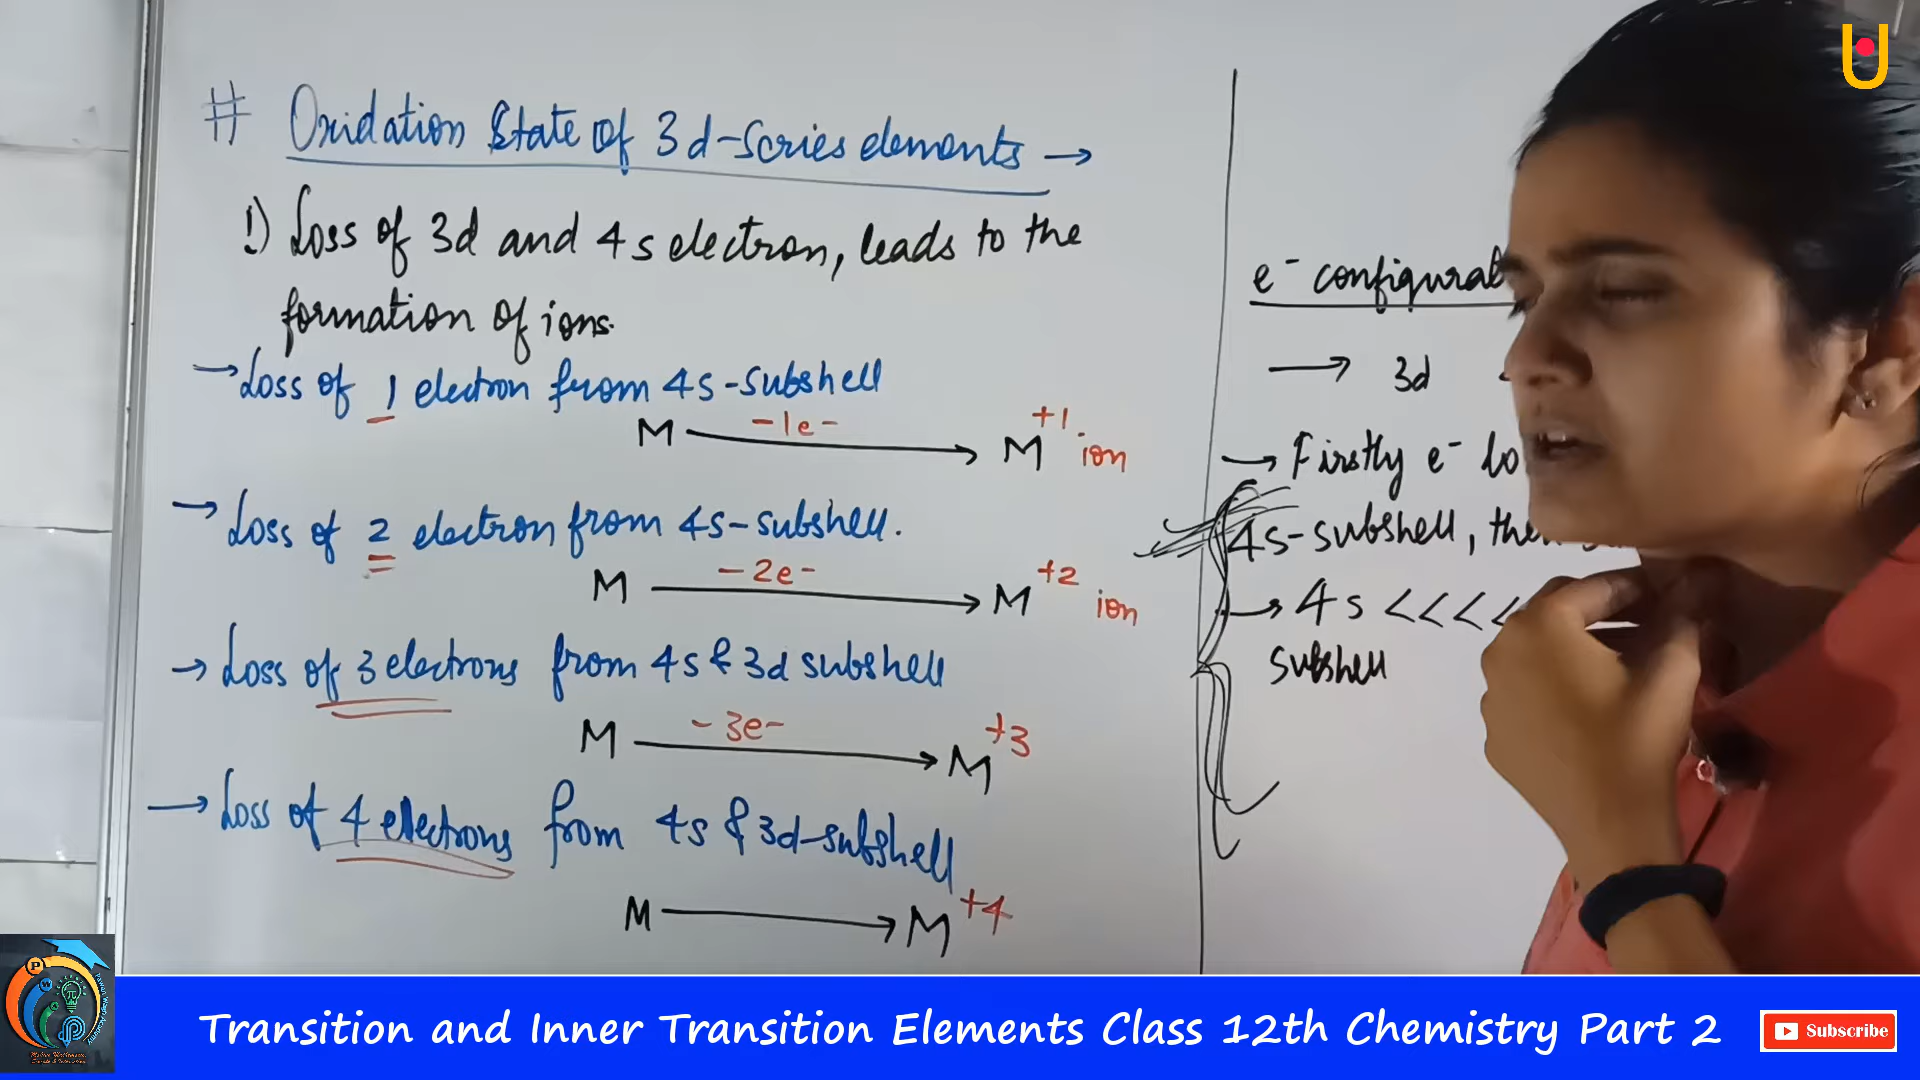 # Oxidation State of 3d-Series elements →
1) Loss of 3d and 4s electron, leads to the
formation of ions.
→ Loss of 1 electron from 4s-subshell
M -1e- → M+1 ion
→ Loss of 2 electron from 4s-subshell.
M -2e- → M+2 ion
→ Loss of 3 electrons from 4s & 3d subshell
M -3e- → M+3
→ Loss of 4 electrons from 4s & 3d-subshell
M → M+4
e- configurat
→ 3d
→ Firstly e- lo
4s-subshell, the
→ 4s <<<<
subshell
Transition and Inner Transition Elements Class 12th Chemistry Part 2
Subscribe